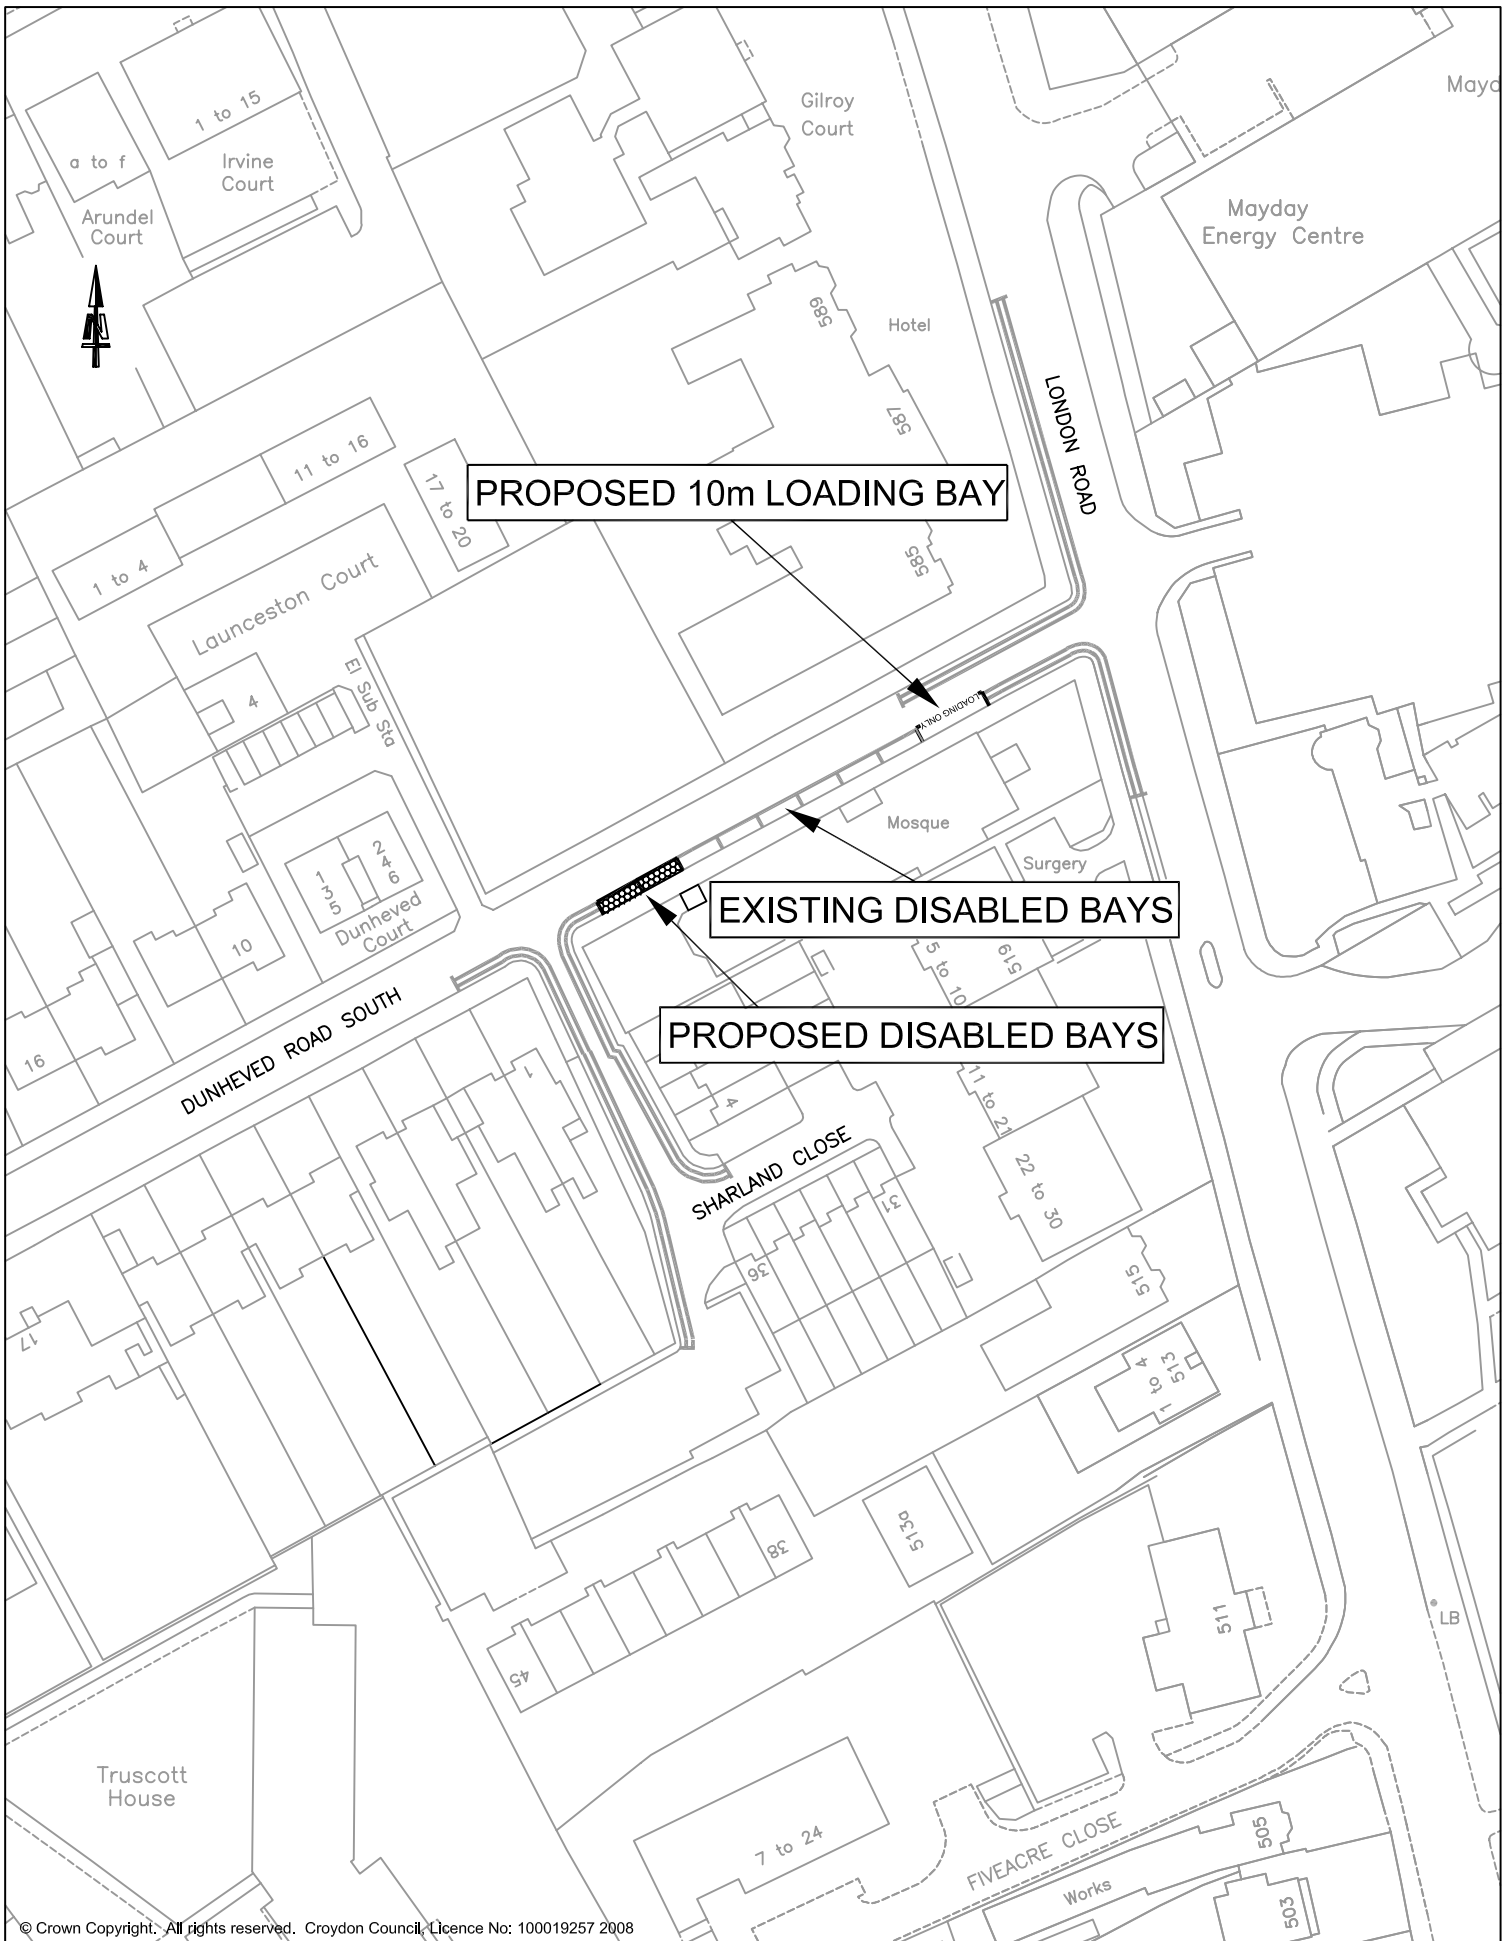 Gilroy
Court
Mayd
1 to 15
a to f
Irvine
Court
Arundel
Court
Mayday
Energy Centre
N
589
Hotel
LONDON ROAD
587
11 to 16
17 to 20
PROPOSED 10m LOADING BAY
585
1 to 4
Launceston Court
El Sub Sta
4
LOADING ONLY
Mosque
Surgery
2
4
6
1
3
5
Dunheved
Court
10
EXISTING DISABLED BAYS
5 to 10
519
PROPOSED DISABLED BAYS
DUNHEVED ROAD SOUTH
16
1
4
11 to 21
SHARLAND CLOSE
22 to 30
31
36
515
17
1 to 4
513
513a
38
45
511
LB
Truscott
House
7 to 24
FIVEACRE CLOSE
505
Works
503
© Crown Copyright. All rights reserved. Croydon Council, Licence No: 100019257 2008